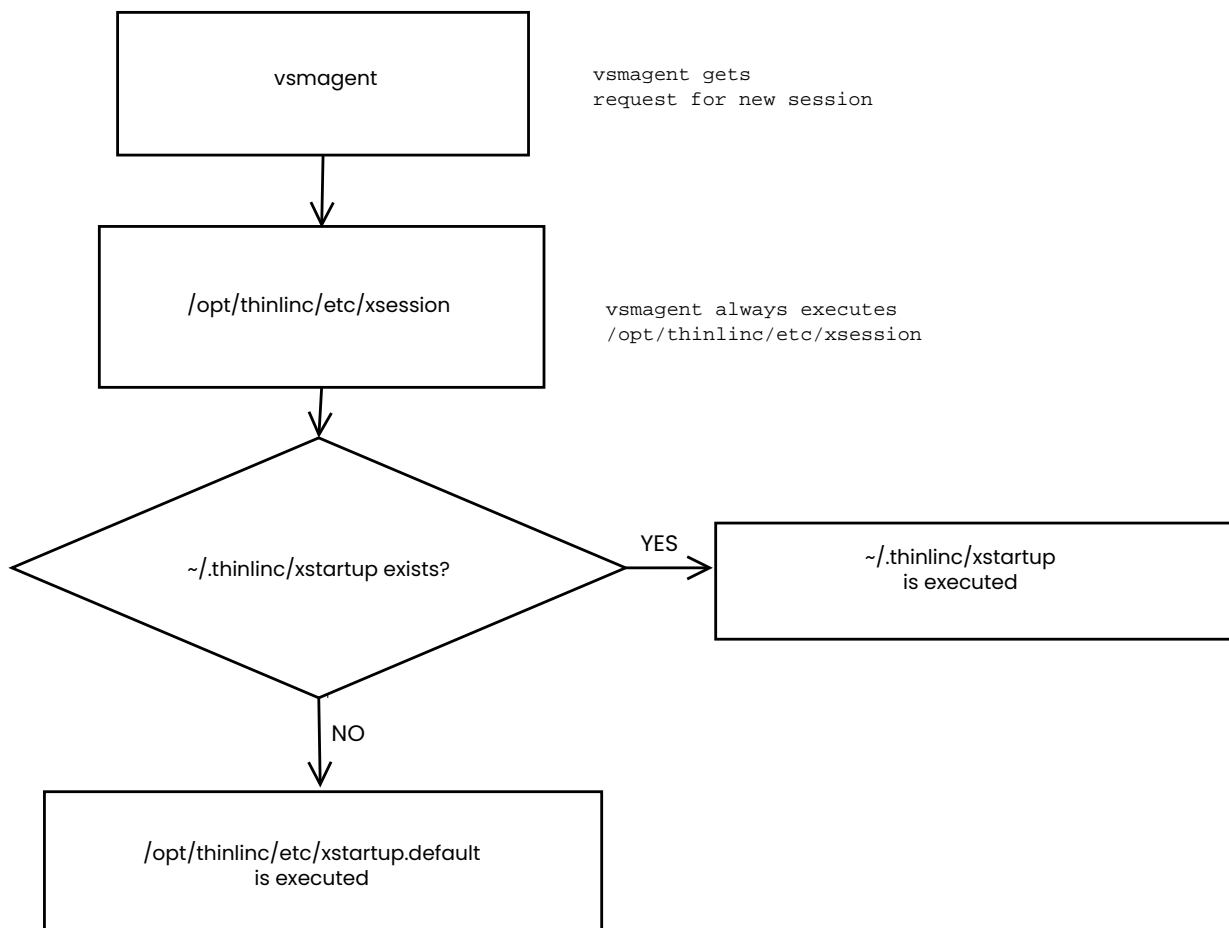 vsmagent
vsmagent gets
request for new session
/opt/thinlinc/etc/xsession
vsmagent always executes
/opt/thinlinc/etc/xsession
~/.thinlinc/xstartup exists?
YES
~/.thinlinc/xstartup
is executed
NO
/opt/thinlinc/etc/xstartup.default
is executed